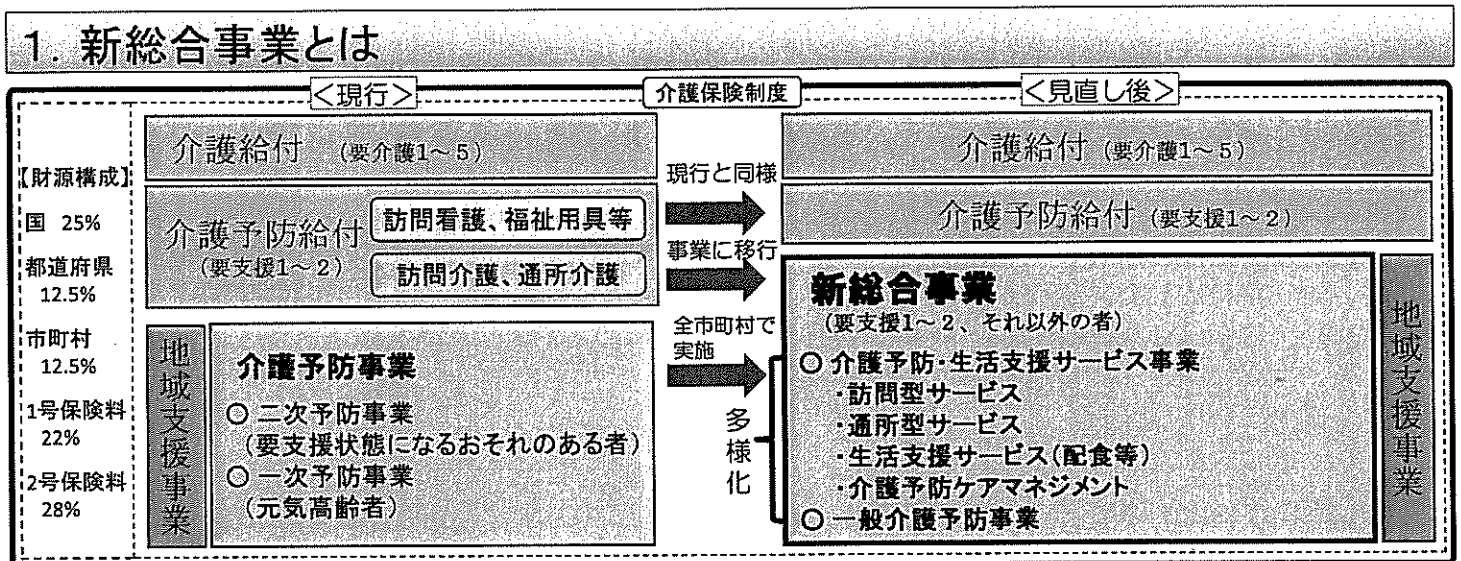 1. 新総合事業とは
＜現行＞
介護保険制度
＜見直し後＞
【財源構成】
国 25%
都道府県
12.5%
市町村
12.5%
1号保険料
22%
2号保険料
28%
介護給付 (要介護1～5)
介護予防給付
(要支援1～2)
訪問看護、福祉用具等
訪問介護、通所介護
地域支援事業
介護予防事業
○ 二次予防事業
(要支援状態になるおそれのある者)
○ 一次予防事業
(元気高齢者)
現行と同様
事業に移行
全市町村で
実施
多様化
介護給付 (要介護1～5)
介護予防給付 (要支援1～2)
新総合事業
(要支援1～2、それ以外の者)
○ 介護予防・生活支援サービス事業
・訪問型サービス
・通所型サービス
・生活支援サービス(配食等)
・介護予防ケアマネジメント
○ 一般介護予防事業
地域支援事業